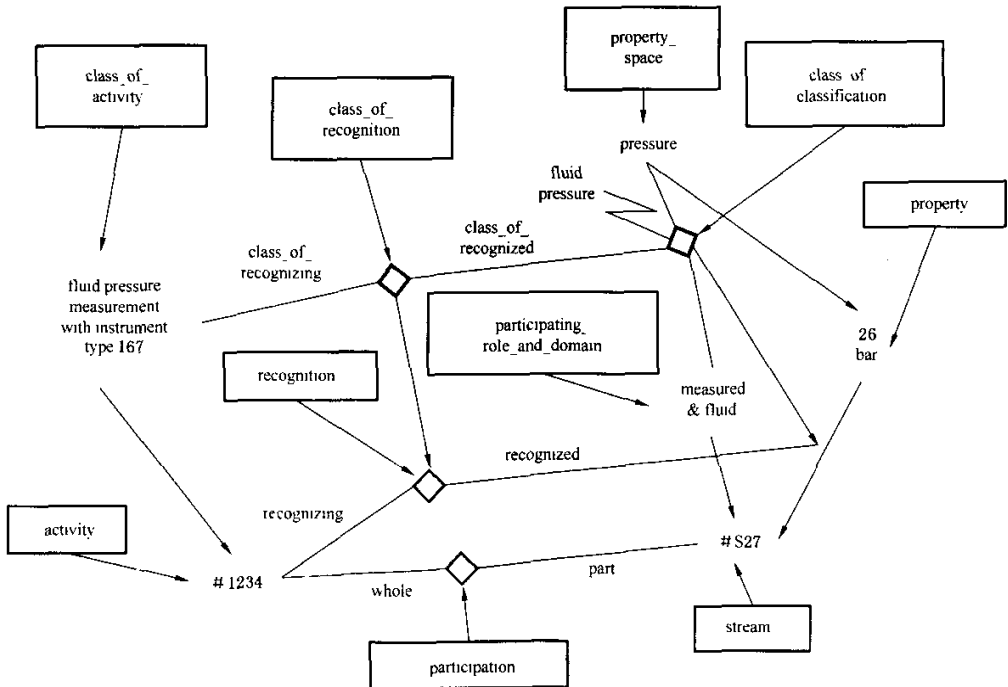 property_
space
class_of_
activity
class_of_
recognition
class_of_
classification
pressure
fluid
pressure
property
class_of_
recognized
class_of_
recognizing
fluid pressure
measurement
with instrument
type 167
participating_
role_and_domain
26
bar
recognition
measured
& fluid
recognized
recognizing
activity
#1234
#S27
whole
part
stream
participation